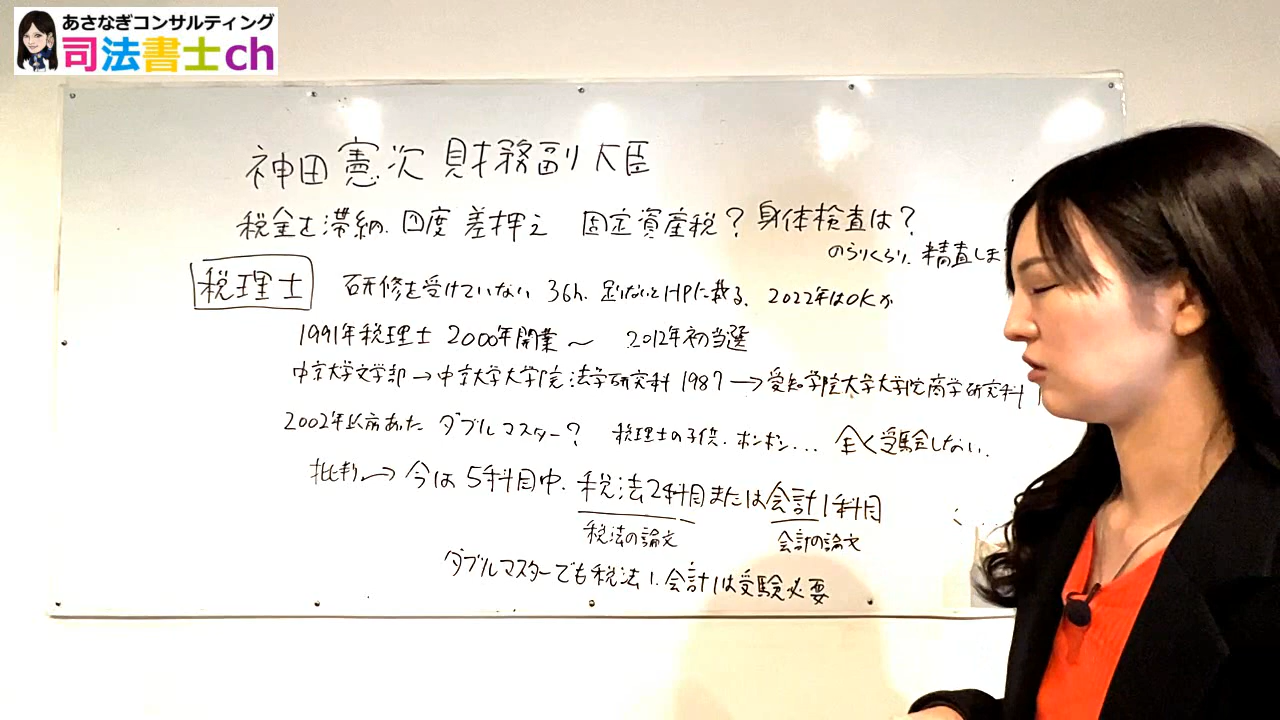 あさなぎコンサルティング
司法書士ch
神田憲次財務副大臣
税金を滞納、四度差押え 固定資産税？身体検査は？
のらりくらり、精査しま
税理士 研修を受けていない 36h、足りないとHPに載る、2022年はOKか
1991年税理士 2000年開業～ 2012年初当選
中京大学文学部→中京大学大学院法学研究科1987→愛知学院大学大学院商学研究科
2002年以前あった ダブルマスター？ 税理士の子供、ボンボン… 全く受験しない、
批判→今は5科目中、税法2科目または会計1科目
税法の論文 会計の論文
ダブルマスターでも税法1、会計1は受験必要